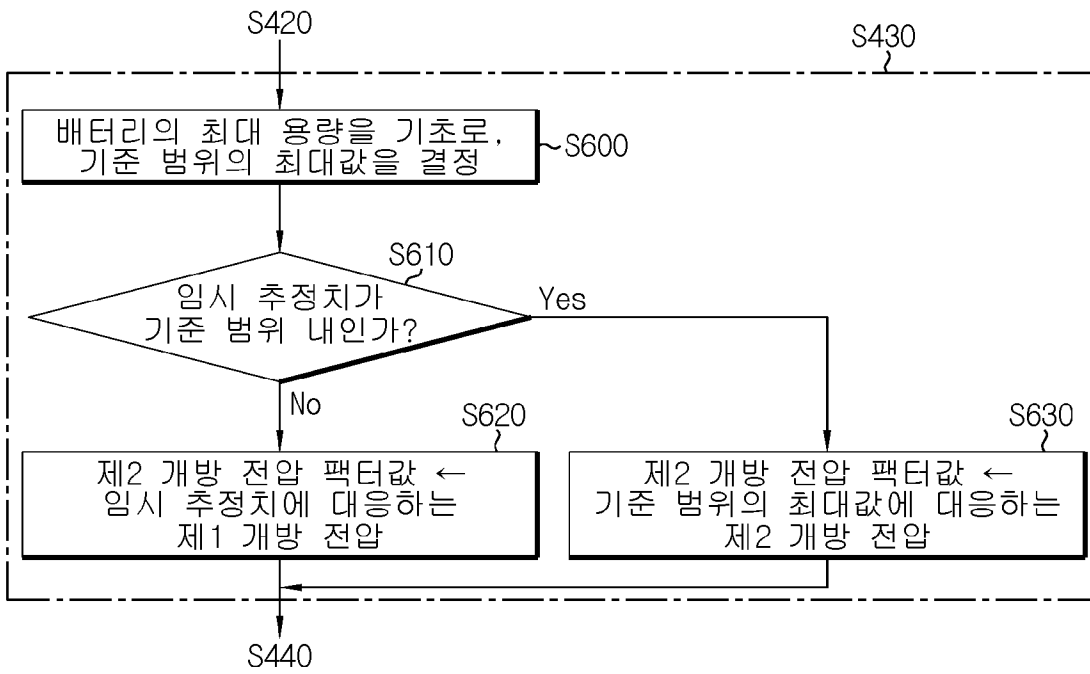 S420
S430
배터리의 최대 용량을 기초로,
기준 범위의 최대값을 결정
S600
S610
임시 추정치가
기준 범위 내인가?
Yes
No
S620
제2 개방 전압 팩터값 ←
임시 추정치에 대응하는
제1 개방 전압
S630
제2 개방 전압 팩터값 ←
기준 범위의 최대값에 대응하는
제2 개방 전압
S440